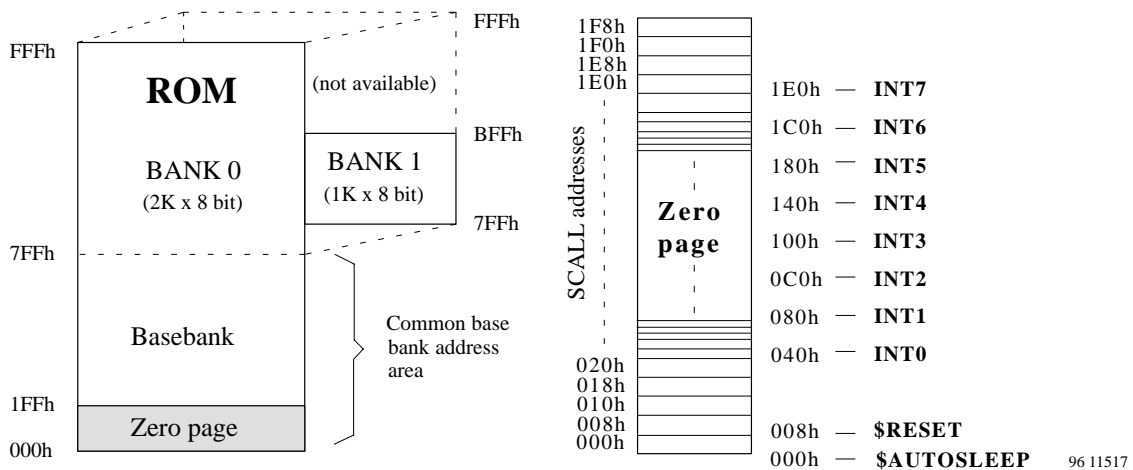 FFFh
FFFh
ROM
(not available)
BFFh
BANK 0
(2K x 8 bit)
BANK 1
(1K x 8 bit)
7FFh
7FFh
Basebank
Common base
bank address
area
1FFh
Zero page
000h
1F8h
1F0h
1E8h
1E0h
SCALL addresses
Zero
page
020h
018h
010h
008h
000h
1E0h — INT7
1C0h — INT6
180h — INT5
140h — INT4
100h — INT3
0C0h — INT2
080h — INT1
040h — INT0
008h — $RESET
000h — $AUTOSLEEP
96 11517